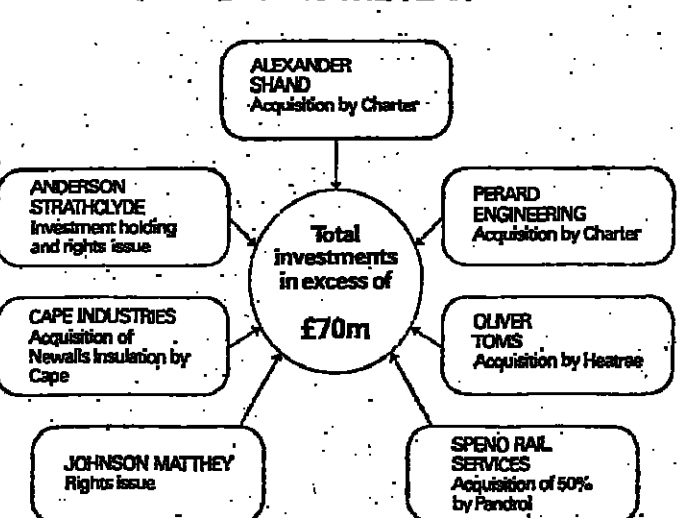 ALEXANDER
SHAND
Acquisition by Charter
ANDERSON
STRATHCLYDE
Investment holding
and rights issue
PERARD
ENGINEERING
Acquisition by Charter
Total
investments
in excess of
£70m
CAPE INDUSTRIES
Acquisition of
Newalls Insulation by
Cape
OLIVER
TOMS
Acquisition by Heatrae
JOHNSON MATTHEY
Rights issue
SPENO RAIL
SERVICES
Acquisition of 50%
by Pandrol